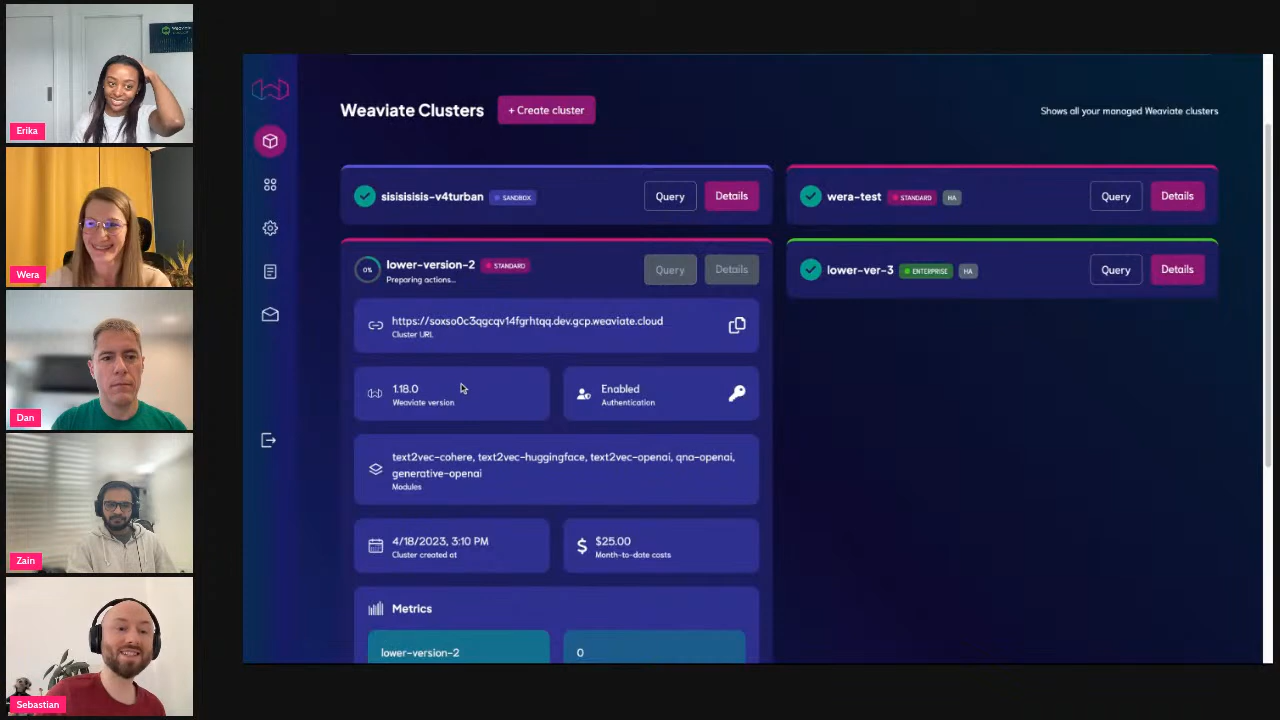 Erika
Wera
Dan
Zain
Sebastian
Weaviate Clusters
+ Create cluster
Shows all your managed Weaviate clusters
sisisisisis-v4turban
SANDBOX
Query
Details
wera-test
STANDARD
HA
Query
Details
lower-version-2
STANDARD
0%
Preparing actions...
Query
Details
lower-ver-3
ENTERPRISE
HA
Query
Details
https://soxso0c3qgcqv14fgrhtqq.dev.gcp.weaviate.cloud
Cluster URL
1.18.0
Weaviate version
Enabled
Authentication
text2vec-cohere, text2vec-huggingface, text2vec-openai, qna-openai,
generative-openai
Modules
4/18/2023, 3:10 PM
Cluster created at
$25.00
Month-to-date costs
Metrics
lower-version-2
0